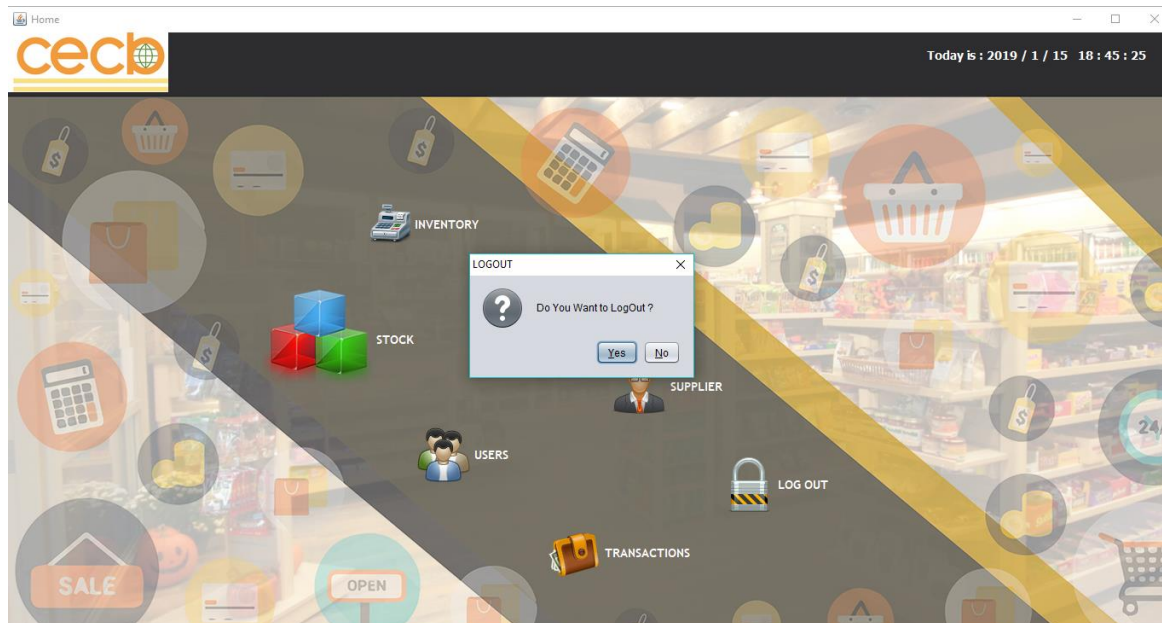 Home
cecb
Today is : 2019 / 1 / 15 18 : 45 : 25
INVENTORY
LOGOUT
Do You Want to LogOut ?
Yes No
STOCK
SUPPLIER
USERS
LOG OUT
TRANSACTIONS
24
SALE
OPEN